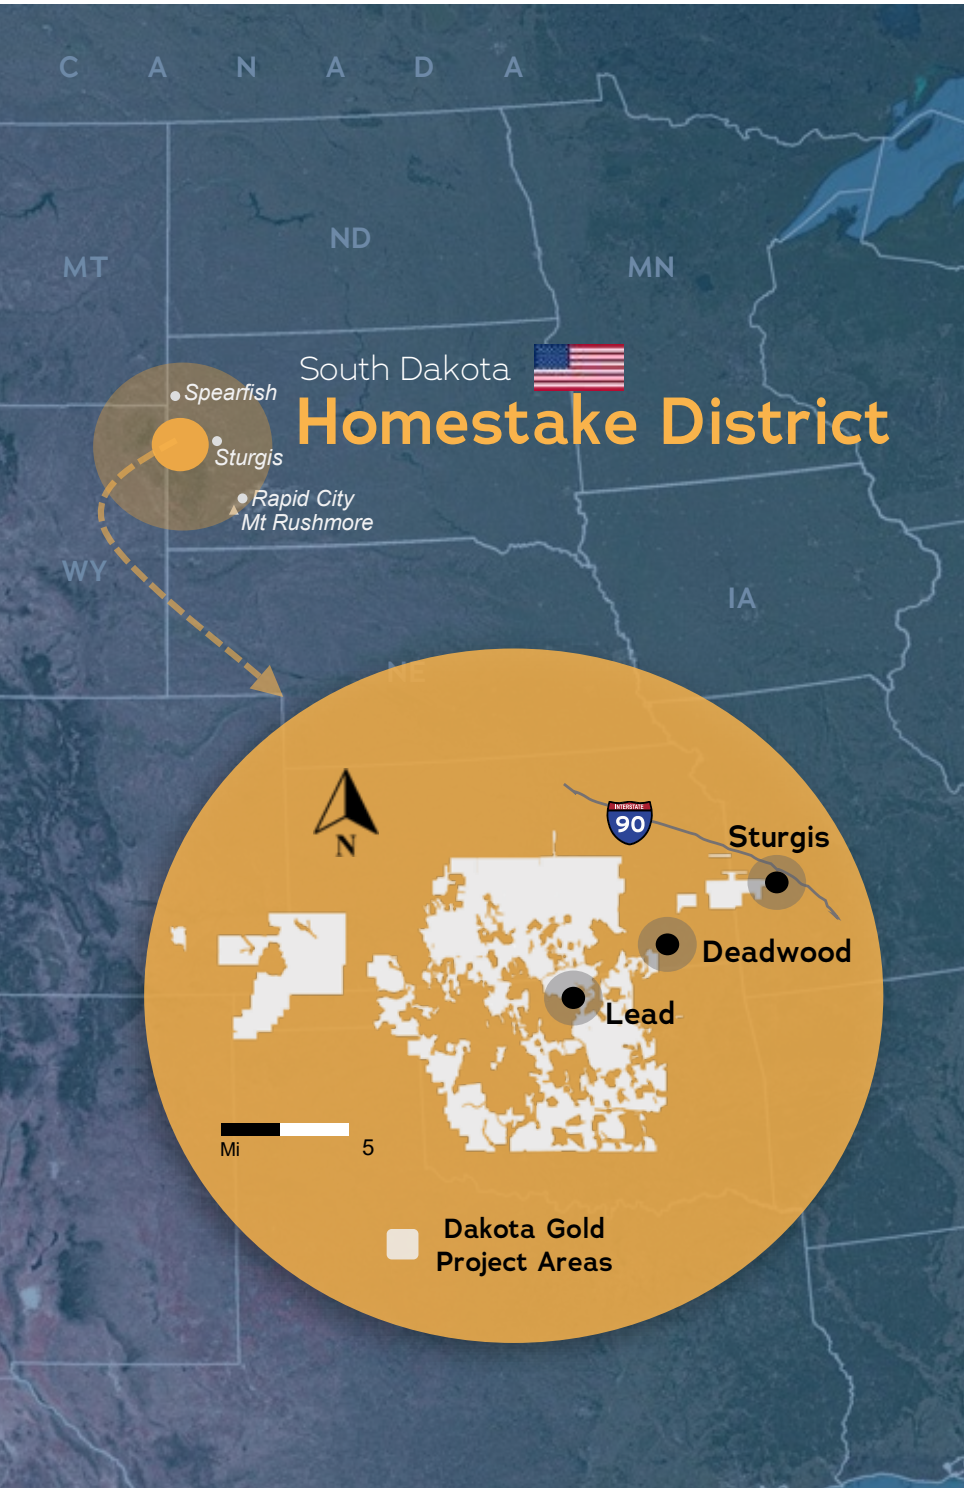 C A N A D A
ND
MT
MN
South Dakota
Spearfish
Homestake District
Sturgis
Rapid City
Mt Rushmore
WY
IA
NE
INTERSTATE
90
Sturgis
N
Deadwood
Lead
Mi
5
Dakota Gold
Project Areas